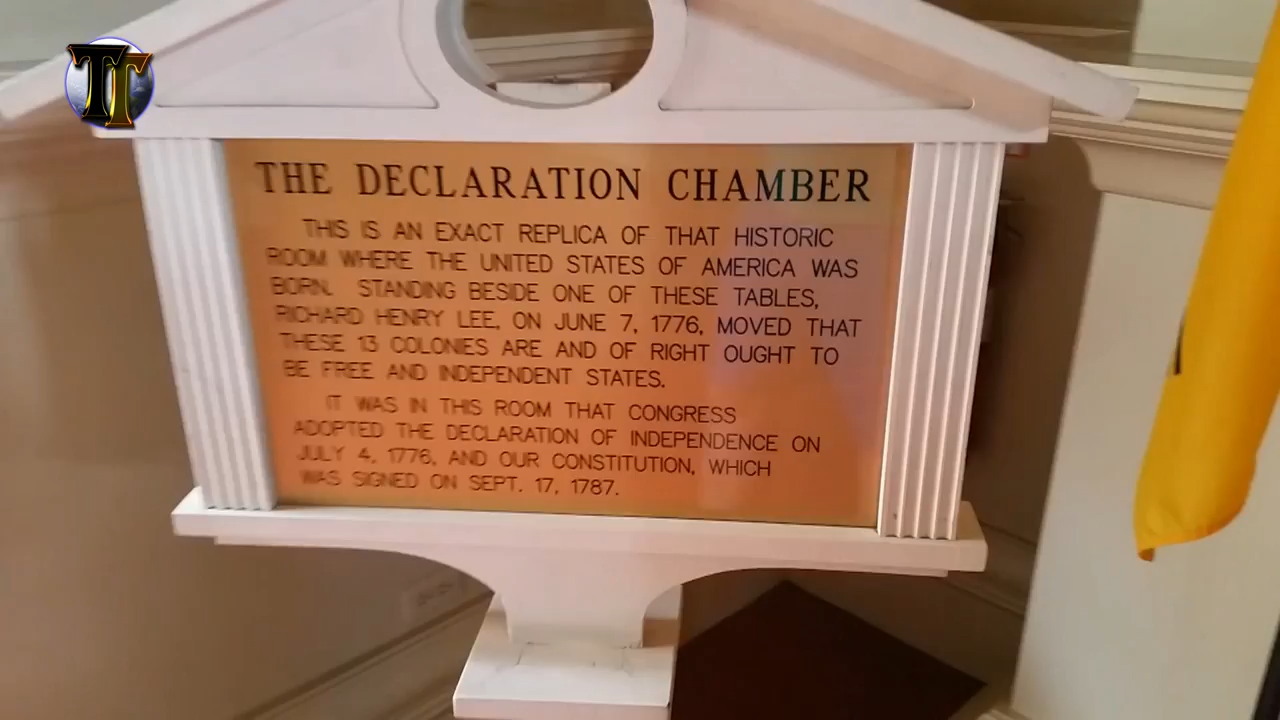 TT
THE DECLARATION CHAMBER
THIS IS AN EXACT REPLICA OF THAT HISTORIC
ROOM WHERE THE UNITED STATES OF AMERICA WAS
BORN. STANDING BESIDE ONE OF THESE TABLES,
RICHARD HENRY LEE, ON JUNE 7, 1776, MOVED THAT
THESE 13 COLONIES ARE AND OF RIGHT OUGHT TO
BE FREE AND INDEPENDENT STATES.
IT WAS IN THIS ROOM THAT CONGRESS
ADOPTED THE DECLARATION OF INDEPENDENCE ON
JULY 4, 1776, AND OUR CONSTITUTION, WHICH
WAS SIGNED ON SEPT. 17, 1787.